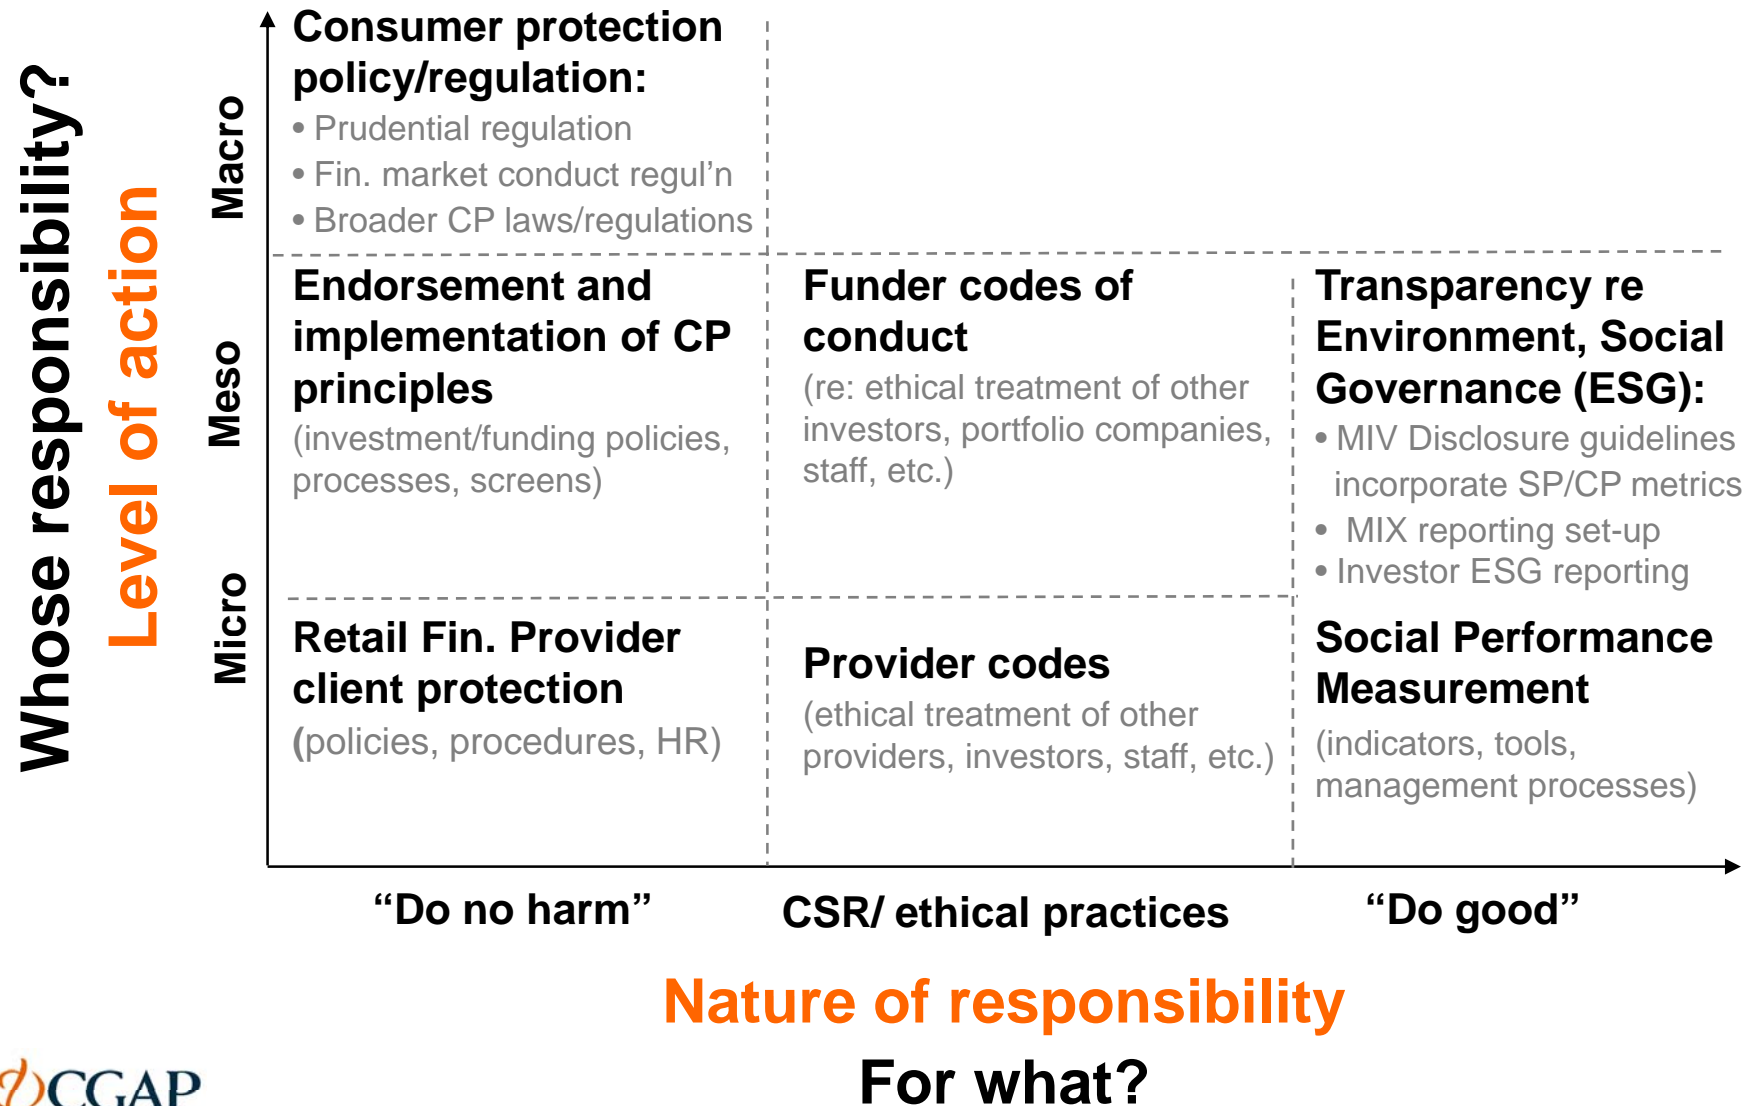 Whose responsibility?
Level of action
Macro
Meso
Micro
Consumer protection
policy/regulation:
• Prudential regulation
• Fin. market conduct regul’n
• Broader CP laws/regulations
Endorsement and
implementation of CP
principles
(investment/funding policies,
processes, screens)
Funder codes of
conduct
(re: ethical treatment of other
investors, portfolio companies,
staff, etc.)
Transparency re
Environment, Social
Governance (ESG):
• MIV Disclosure guidelines
incorporate SP/CP metrics
• MIX reporting set-up
• Investor ESG reporting
Retail Fin. Provider
client protection
(policies, procedures, HR)
Provider codes
(ethical treatment of other
providers, investors, staff, etc.)
Social Performance
Measurement
(indicators, tools,
management processes)
“Do no harm”
CSR/ ethical practices
“Do good”
Nature of responsibility
For what?
CGAP